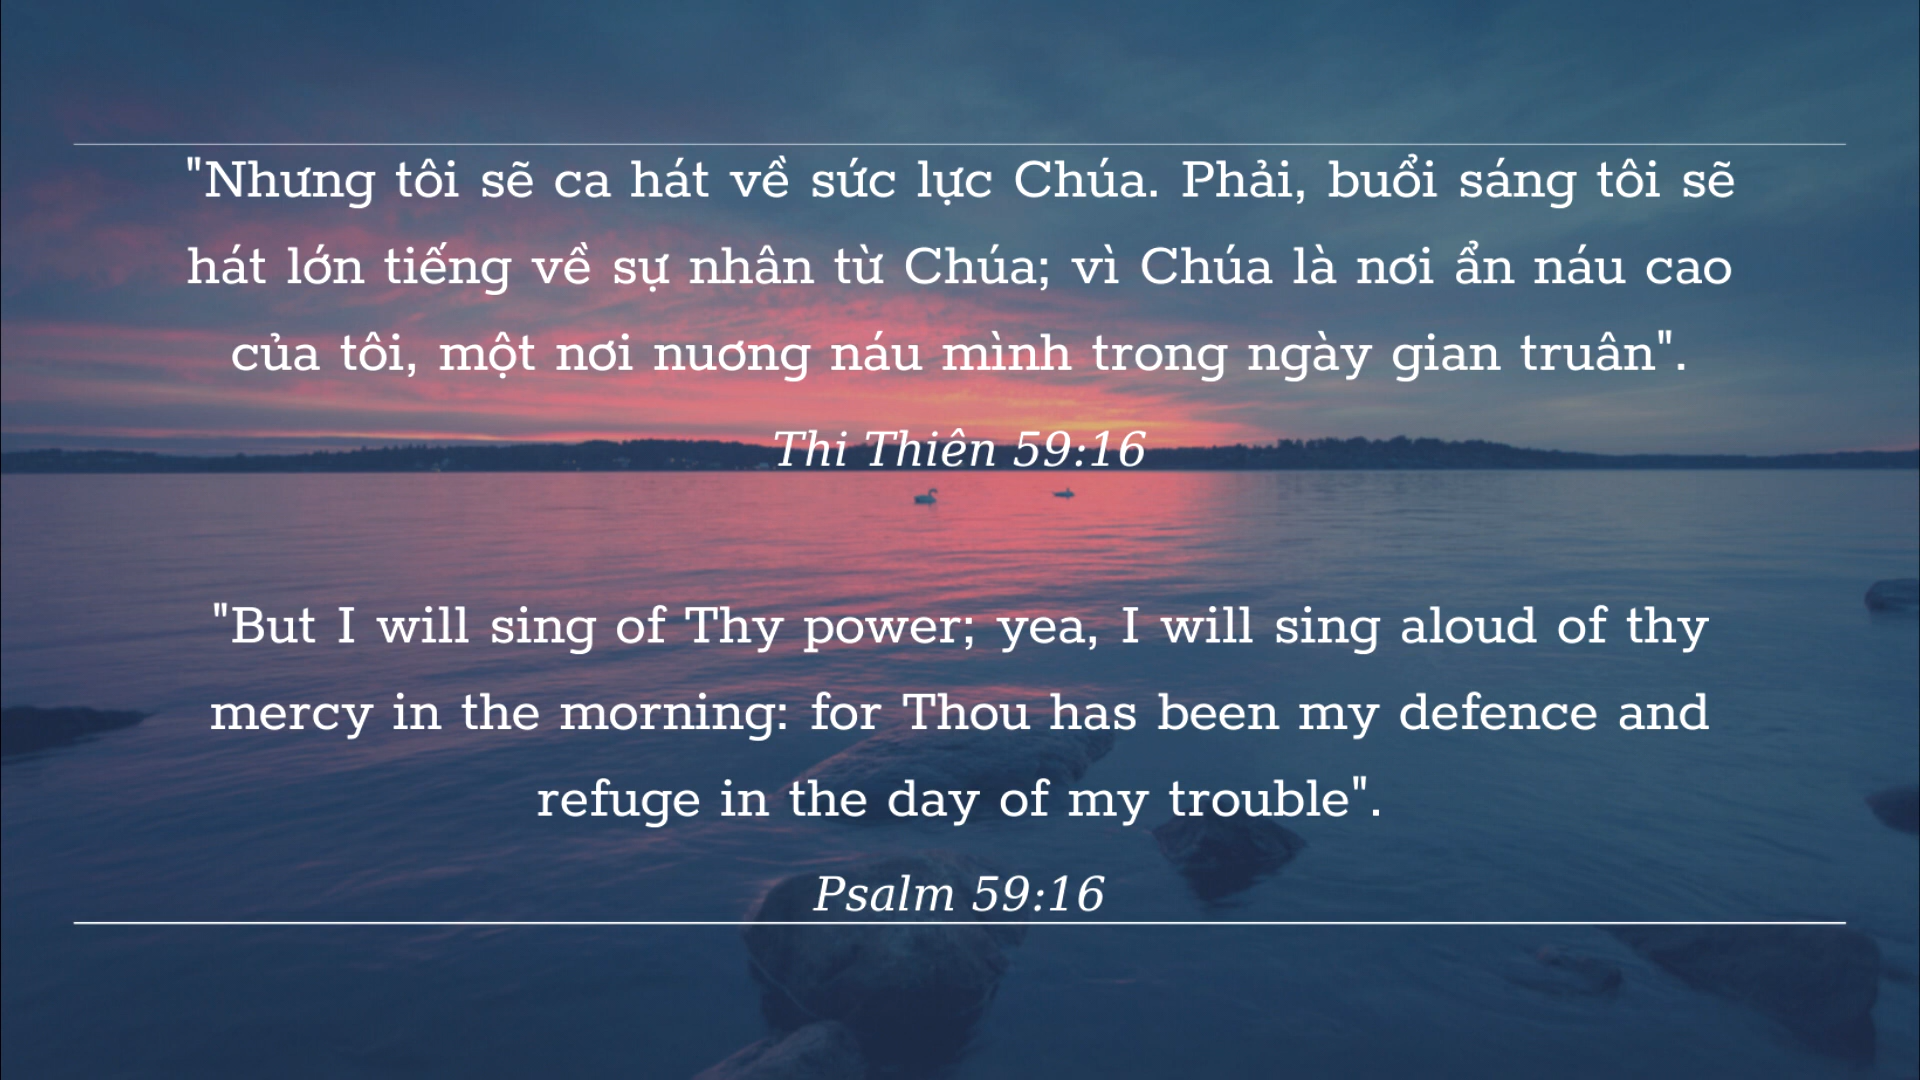 "Nhưng tôi sẽ ca hát về sức lực Chúa. Phải, buổi sáng tôi sẽ
hát lớn tiếng về sự nhân từ Chúa; vì Chúa là nơi ẩn náu cao
của tôi, một nơi nuơng náu mình trong ngày gian truân".
Thi Thiên 59:16
"But I will sing of Thy power; yea, I will sing aloud of thy
mercy in the morning: for Thou has been my defence and
refuge in the day of my trouble".
Psalm 59:16